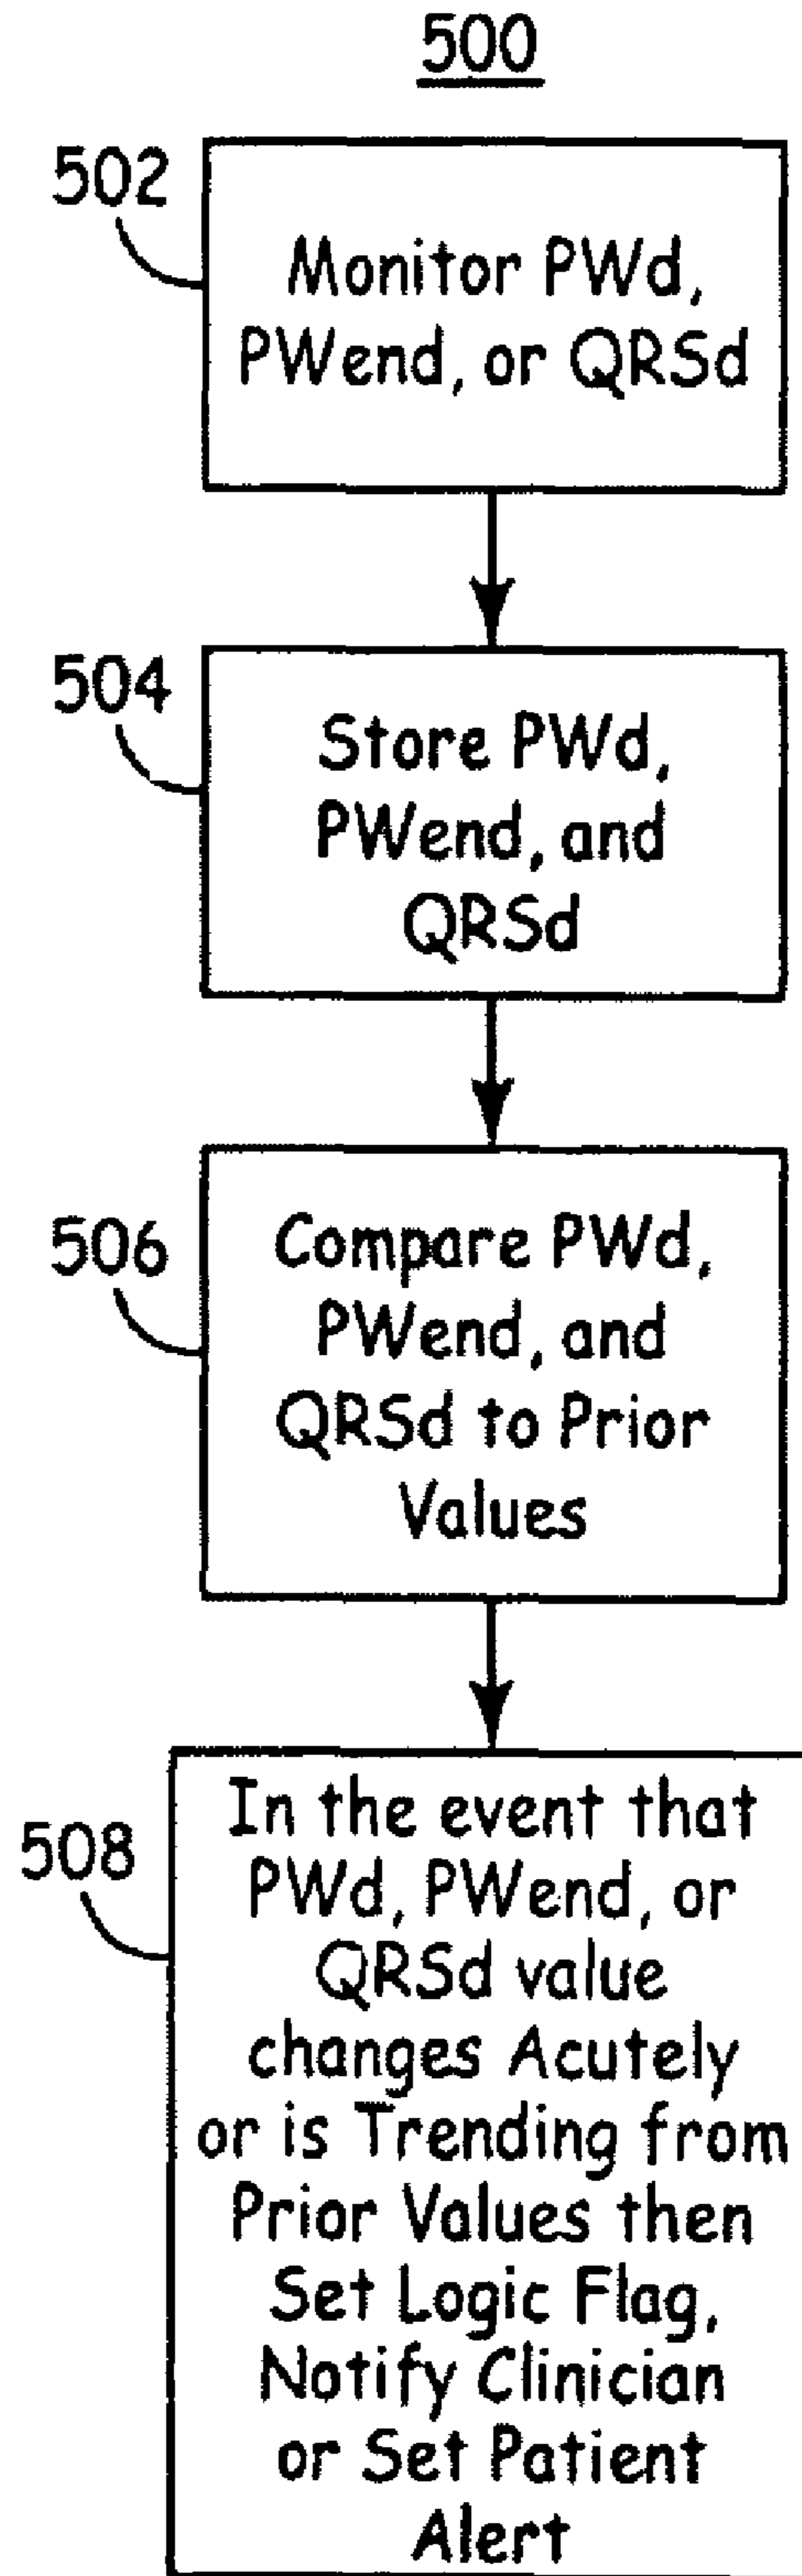 500
502
Monitor PWd,
PWend, or QRSd
504
Store PWd,
PWend, and
QRSd
506
Compare PWd,
PWend, and
QRSd to Prior
Values
508
In the event that
PWd, PWend, or
QRSd value
changes Acutely
or is Trending from
Prior Values then
Set Logic Flag,
Notify Clinician
or Set Patient
Alert